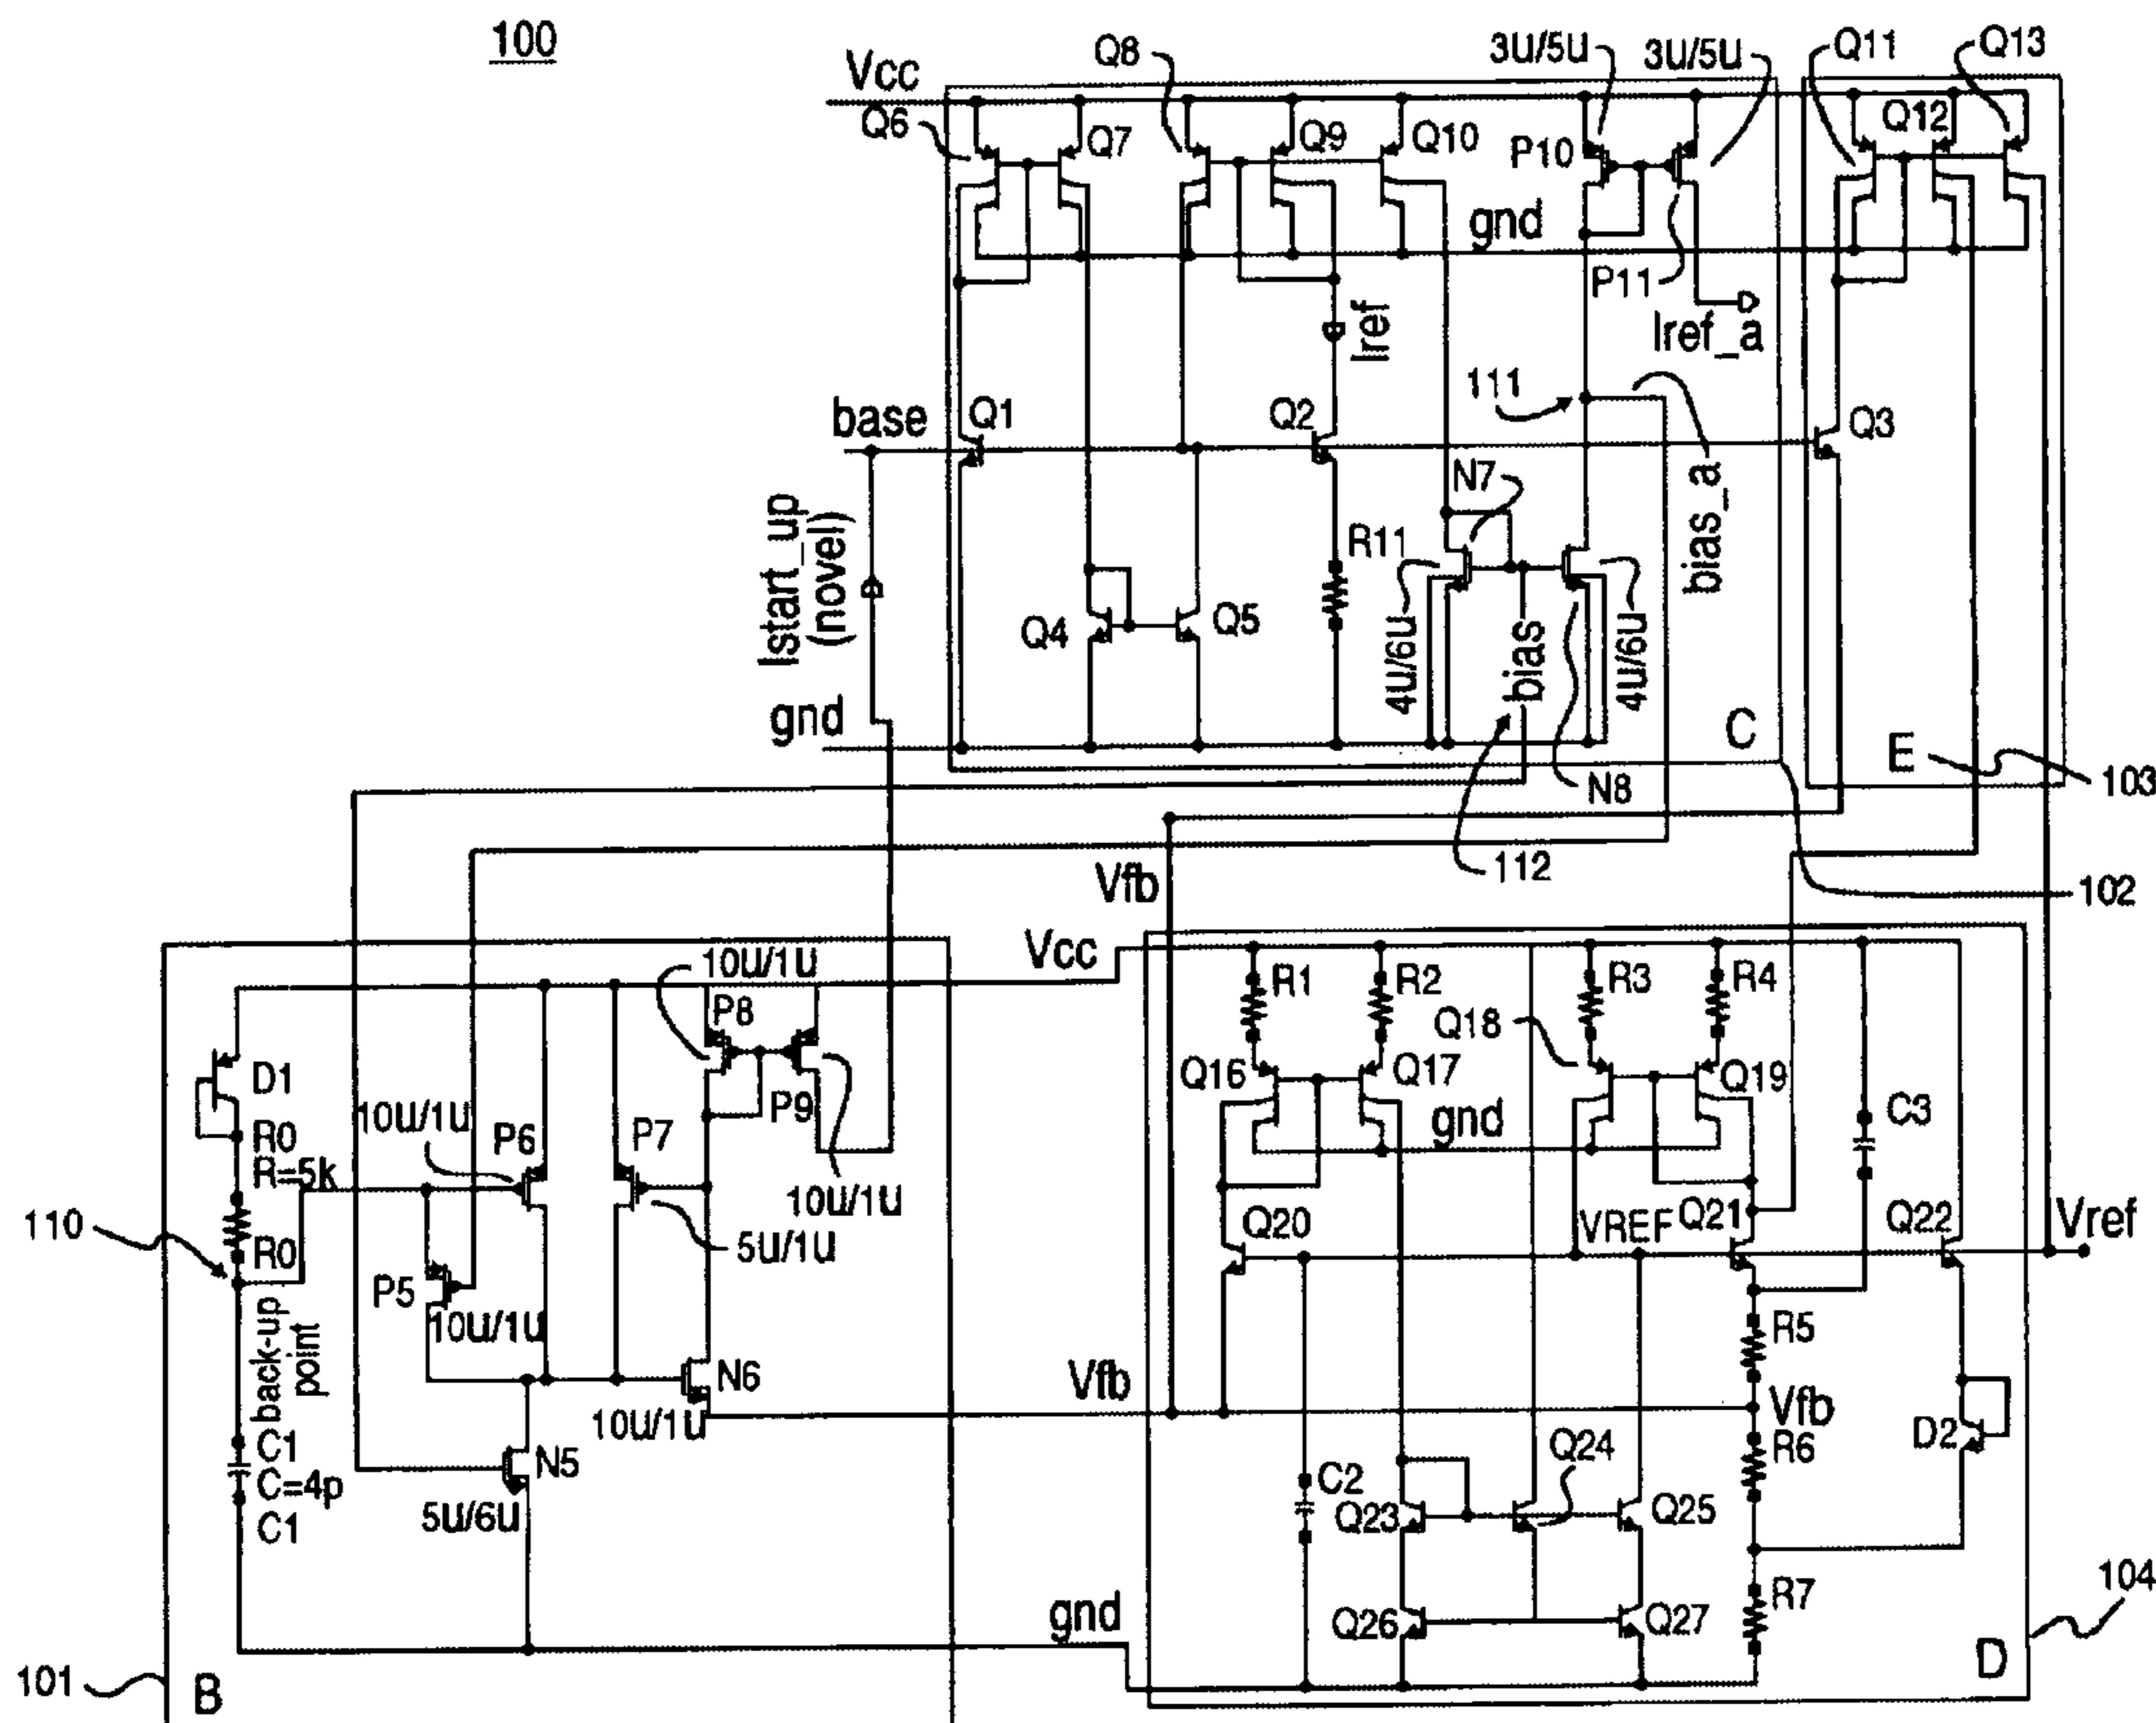 100
Vcc
Q6
Q7
Q8
Q9
Q10
3U/5U
3U/5U
P10
P11
Q11
Q12
Q13
gnd
Iref
Iref_a
base
Q1
Q2
Q3
111
bias_a
N7
R11
Istart_up
(novel)
Q4
Q5
4U/6U
bias
4U/6U
gnd
C
E
N8
103
112
102
Vfb
Vcc
10U/1U
P8
P9
D1
R0
R=5k
10U/1U
P6
P7
10U/1U
5U/1U
110
R0
P5
10U/1U
back-up
point
C1
C=4p
C1
N6
10U/1U
N5
5U/6U
Vfb
gnd
101
B
R1
R2
R3
R4
Q16
Q17
Q18
Q19
gnd
C3
Q20
VREF
Q21
Q22
Vref
R5
Vfb
R6
D2
C2
Q23
Q24
Q25
Q26
Q27
R7
104
D